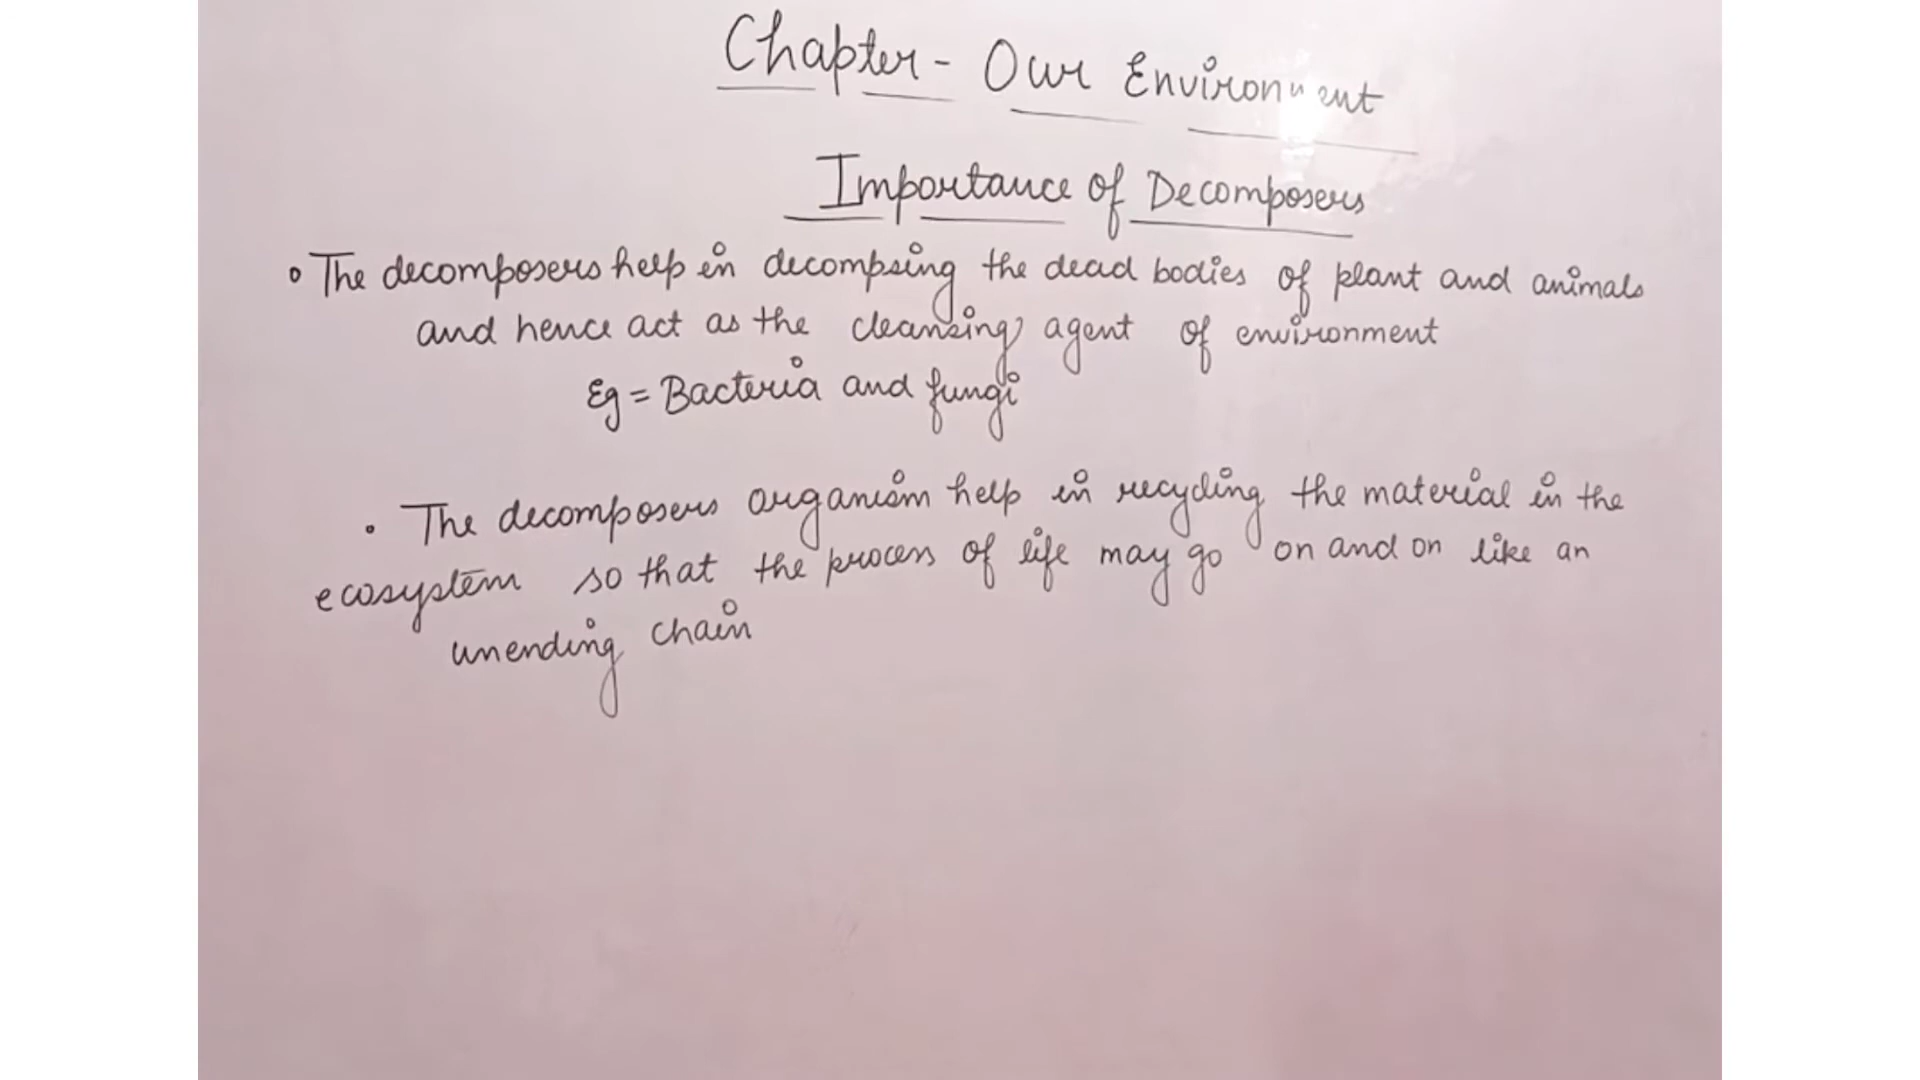 Chapter - Our Environment
Importance of Decomposers
• The decomposers help in decompsing the dead bodies of plant and animals
and hence act as the cleansing agent of environment
Eg = Bacteria and fungi
• The decomposers organism help in recycling the material in the
ecosystem so that the process of life may go on and on like an
unending chain